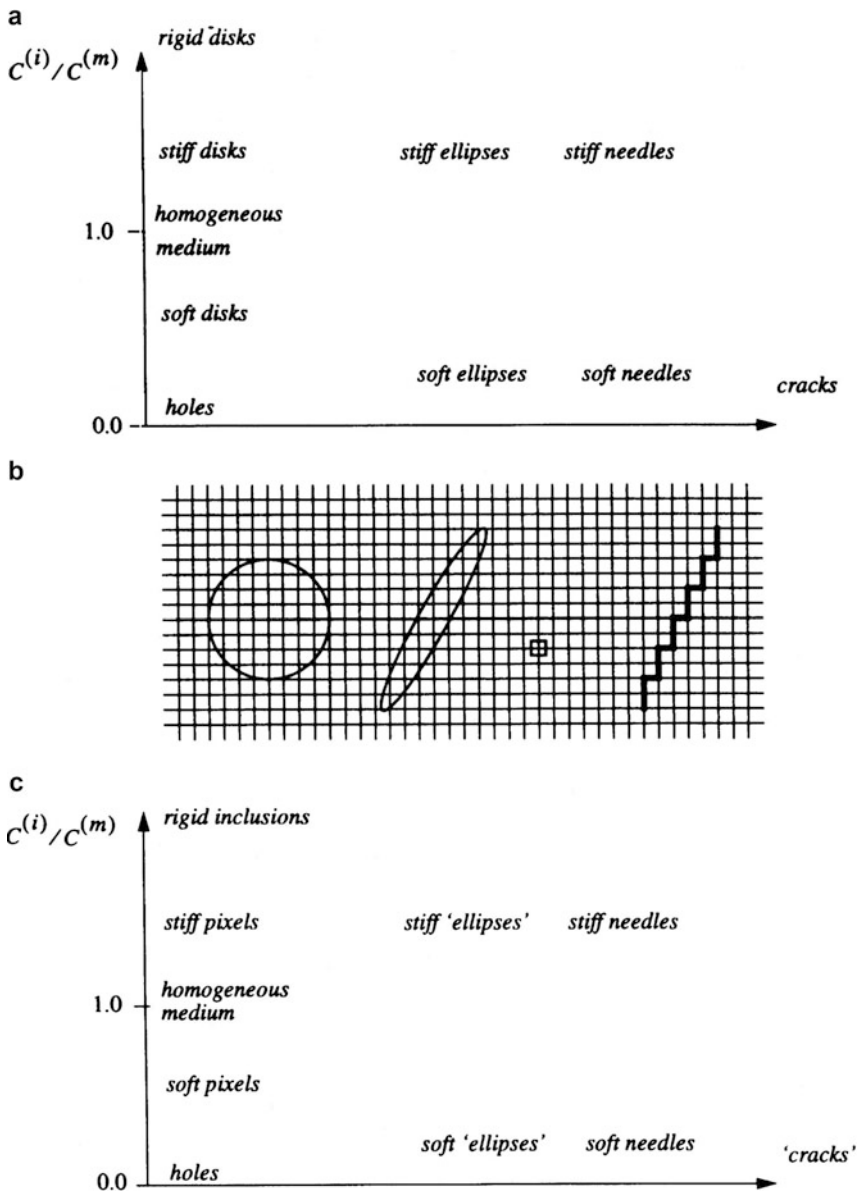 a
rigid disks
C^(i)/C^(m)
stiff disks stiff ellipses stiff needles
homogeneous
1.0
medium
soft disks
soft ellipses soft needles
cracks
holes
0.0
b
c
rigid inclusions
C^(i)/C^(m)
stiff pixels stiff 'ellipses' stiff needles
homogeneous
1.0
medium
soft pixels
soft 'ellipses' soft needles
'cracks'
holes
0.0